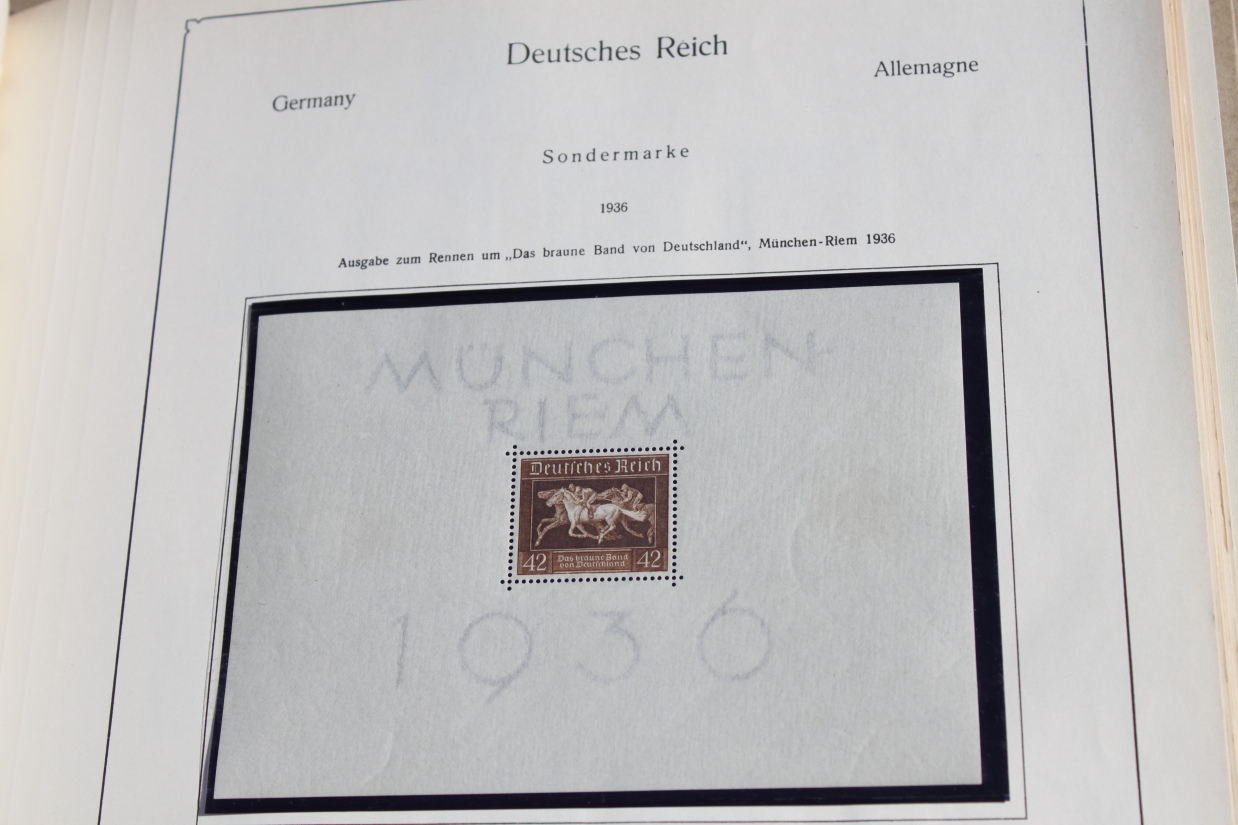 Deutsches Reich
Germany
Allemagne
Sondermarke
1936
Ausgabe zum Rennen um „Das braune Band von Deutschland“, München-Riem 1936
MÜNCHEN-
RIEM
Deutsches Reich
42 Das braune Band 42
von Deutschland
1936